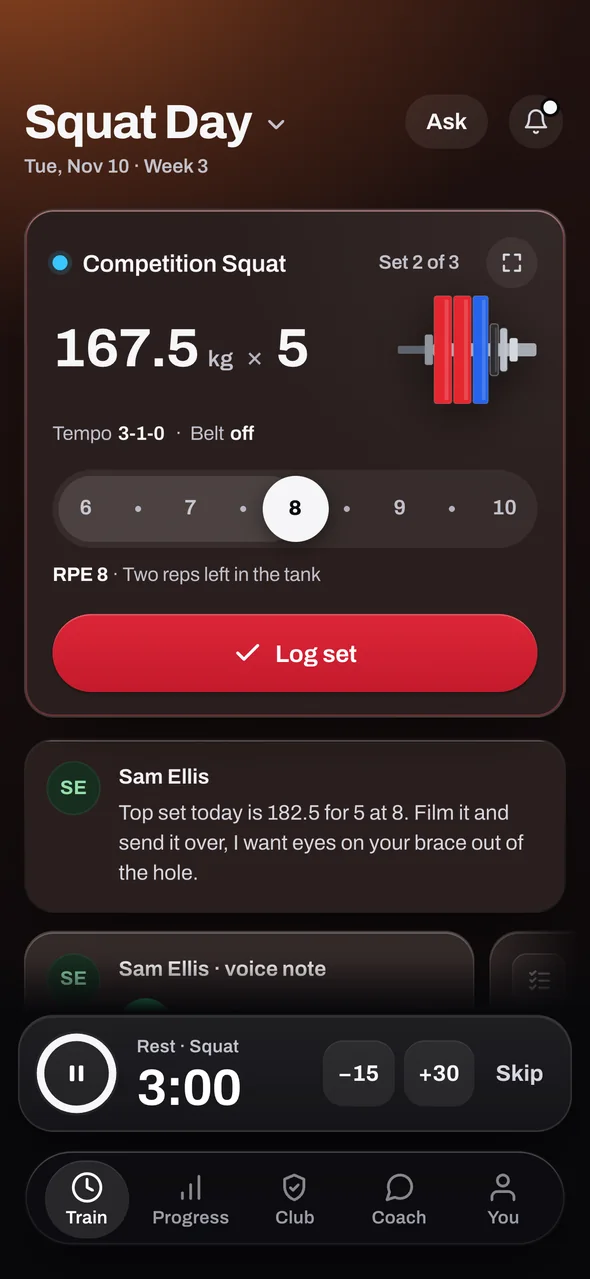 Squat Day
Ask
Tue, Nov 10 · Week 3
Competition Squat
Set 2 of 3
167.5 kg × 5
Tempo 3-1-0 · Belt off
6 • 7 • 8 • 9 • 10
RPE 8 · Two reps left in the tank
Log set
SE
Sam Ellis
Top set today is 182.5 for 5 at 8. Film it and
send it over, I want eyes on your brace out of
the hole.
SE
Sam Ellis · voice note
Rest · Squat
3:00
−15
+30
Skip
Train
Progress
Club
Coach
You